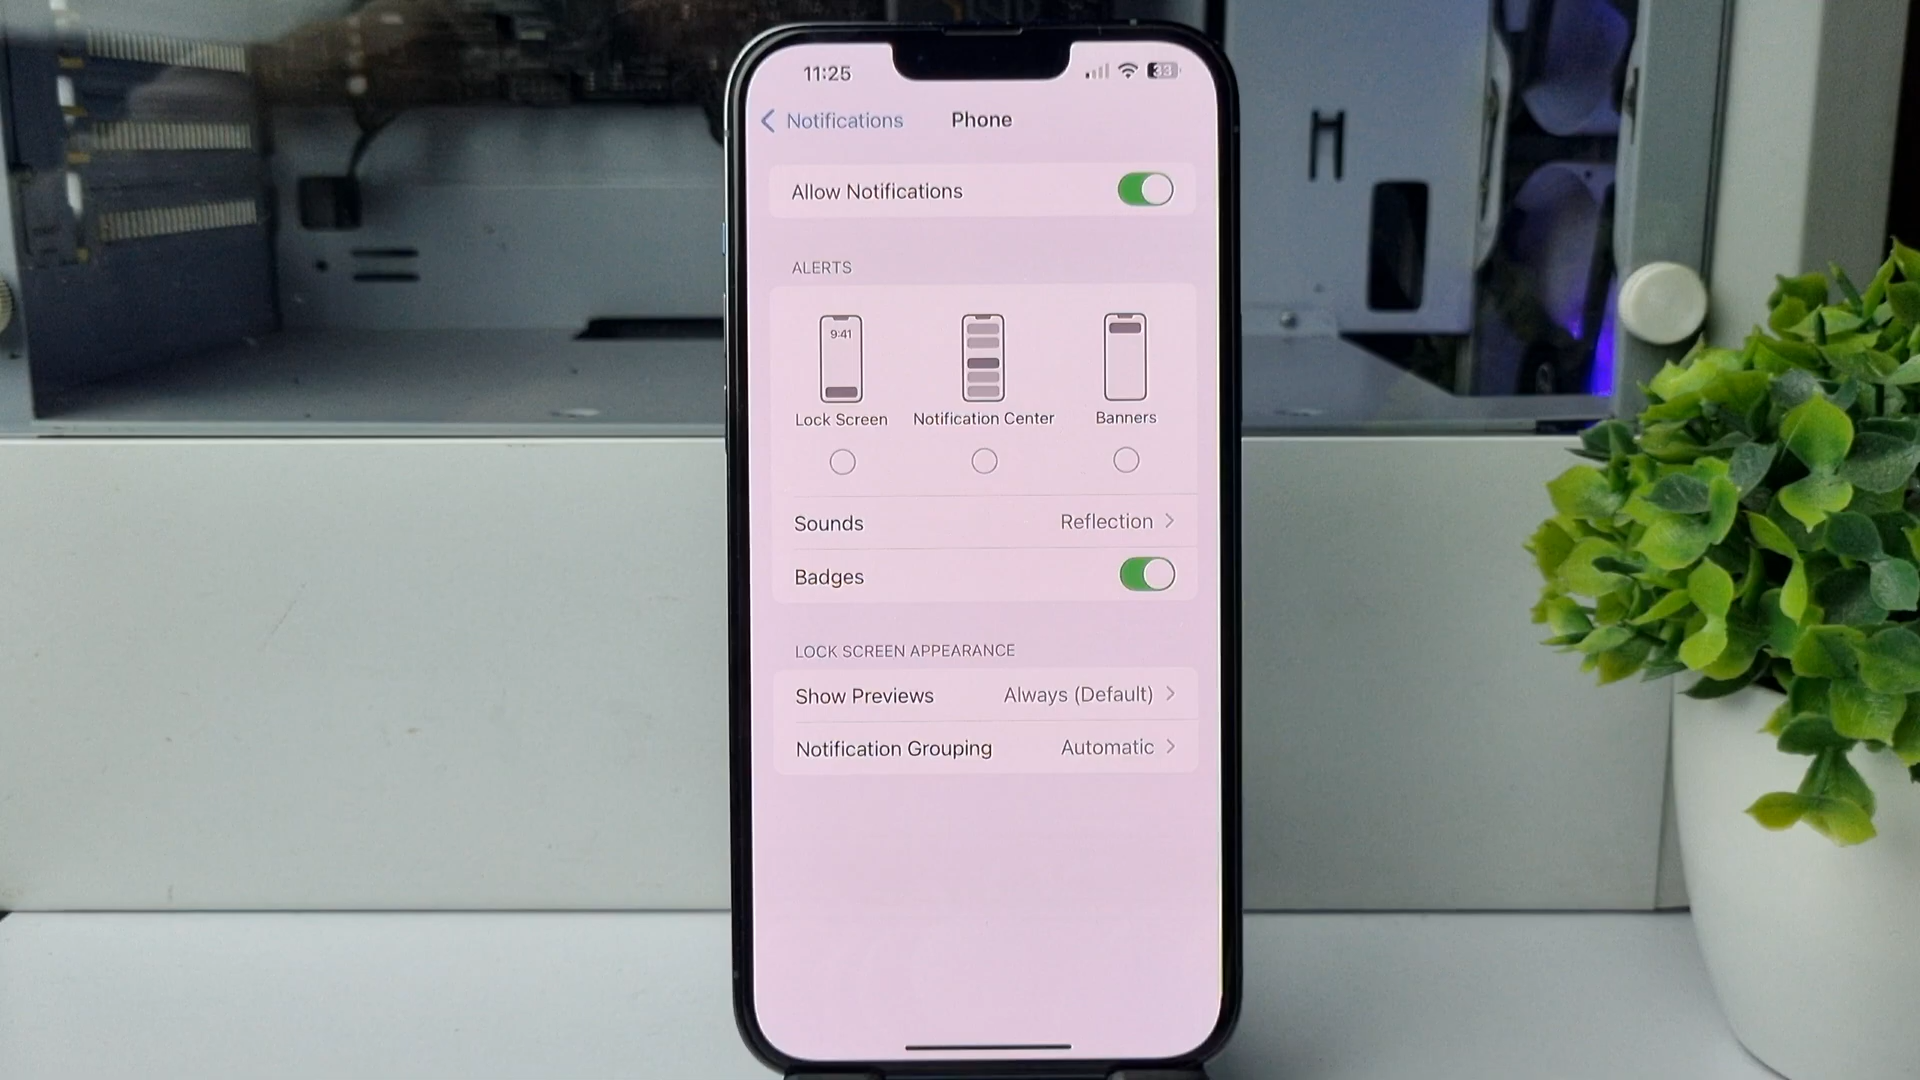 11:25
33
Notifications Phone
Allow Notifications
ALERTS
9:41
Lock Screen Notification Center Banners
Sounds Reflection
Badges
LOCK SCREEN APPEARANCE
Show Previews Always (Default)
Notification Grouping Automatic